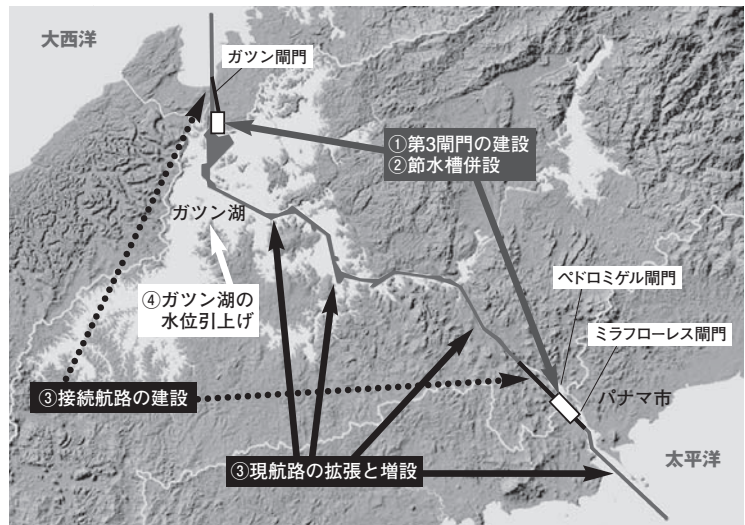 大西洋
ガツン閘門
①第3閘門の建設
②節水槽併設
ガツン湖
④ガツン湖の
水位引上げ
ペドロミゲル閘門
ミラフローレス閘門
③接続航路の建設
パナマ市
③現航路の拡張と増設
太平洋